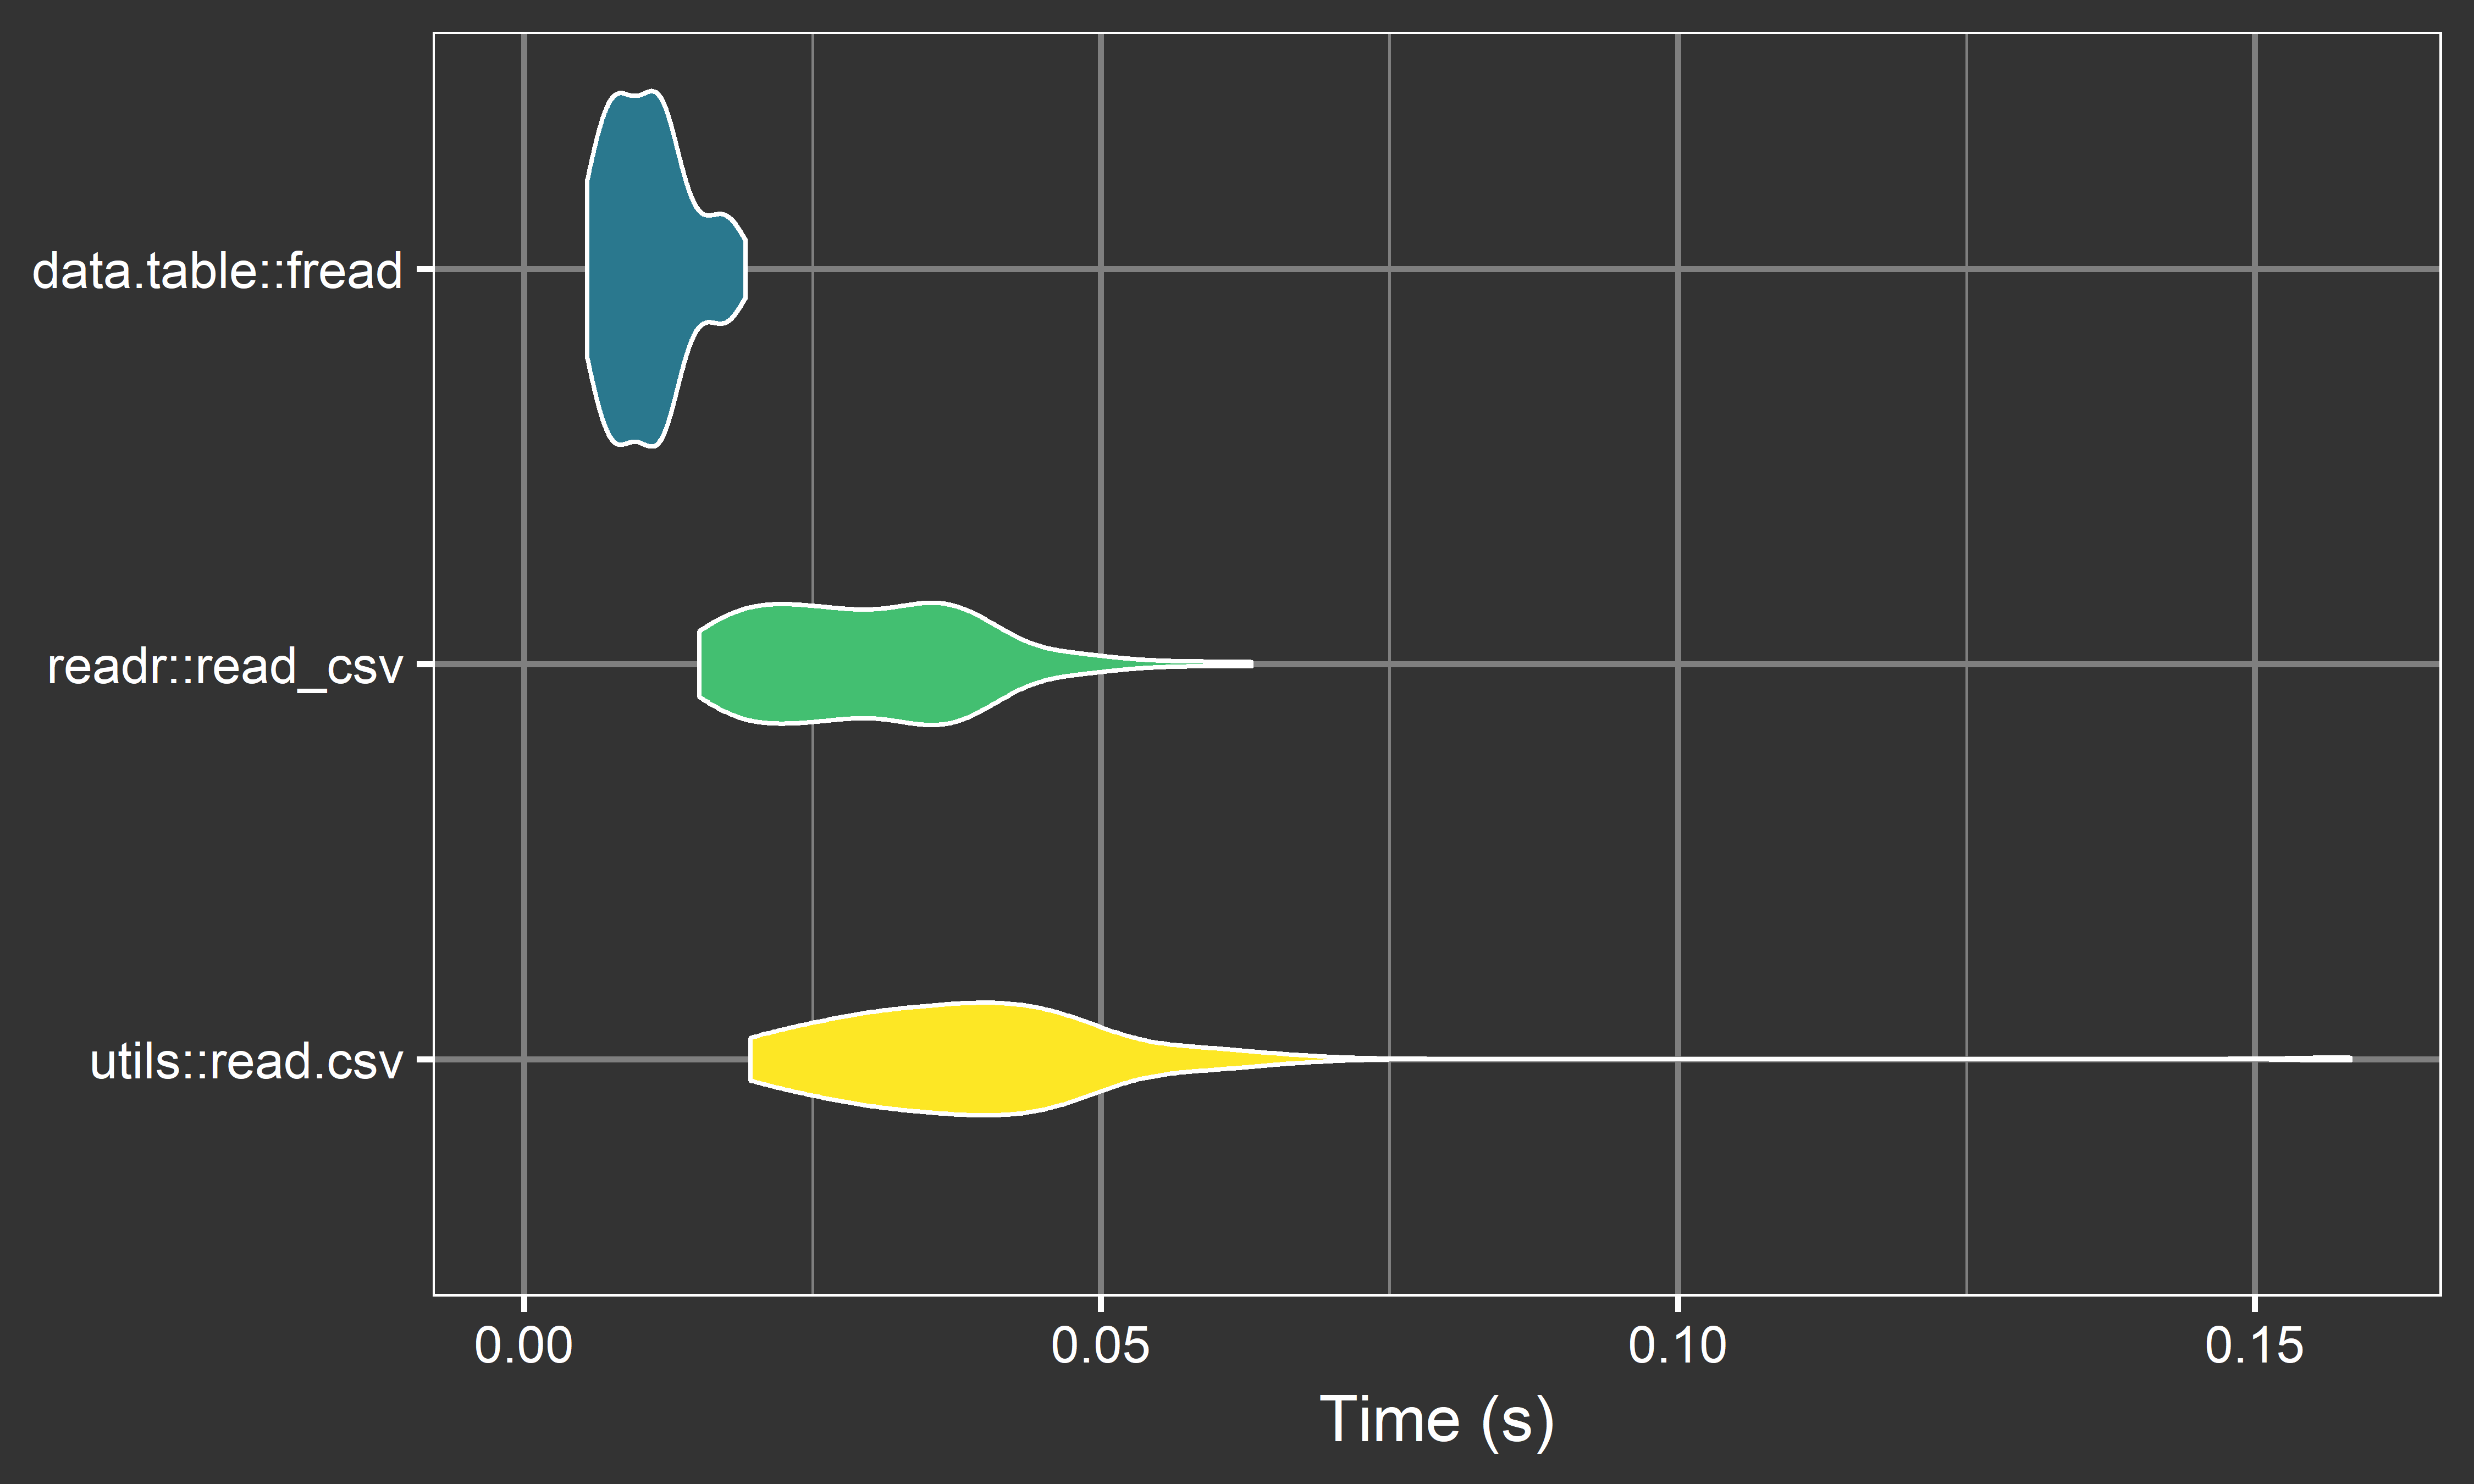 data.table::fread
readr::read_csv
utils::read.csv
0.00 0.05 0.10 0.15
Time (s)